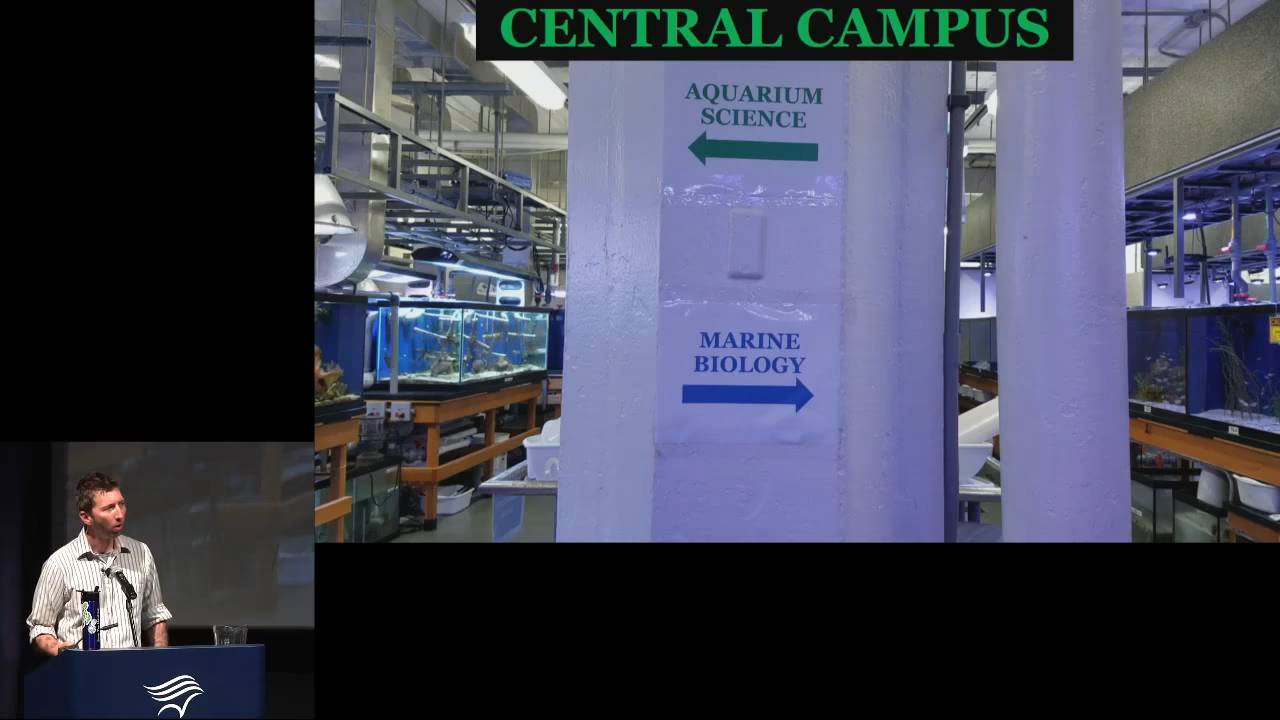 CENTRAL CAMPUS
AQUARIUM
SCIENCE
MARINE
BIOLOGY